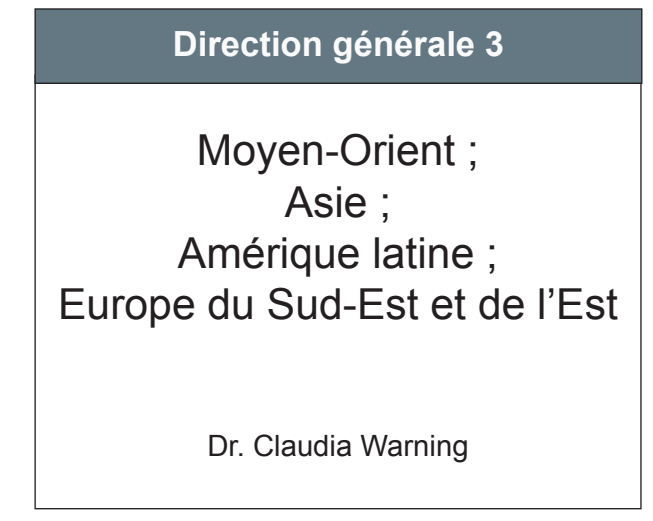 Direction générale 3
Moyen-Orient ;
Asie ;
Amérique latine ;
Europe du Sud-Est et de l’Est
Dr. Claudia Warning